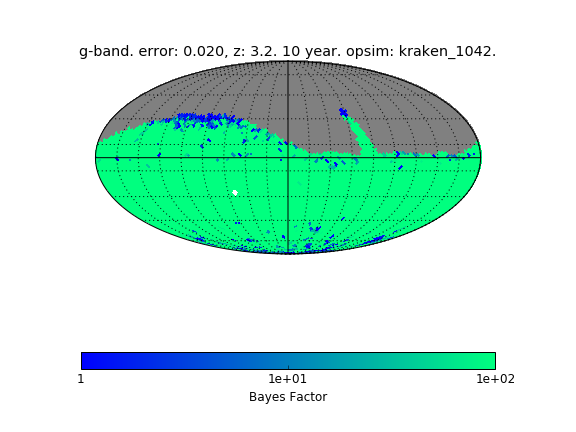 g-band. error: 0.020, z: 3.2. 10 year. opsim: kraken_1042.
1 1e+01 1e+02
Bayes Factor